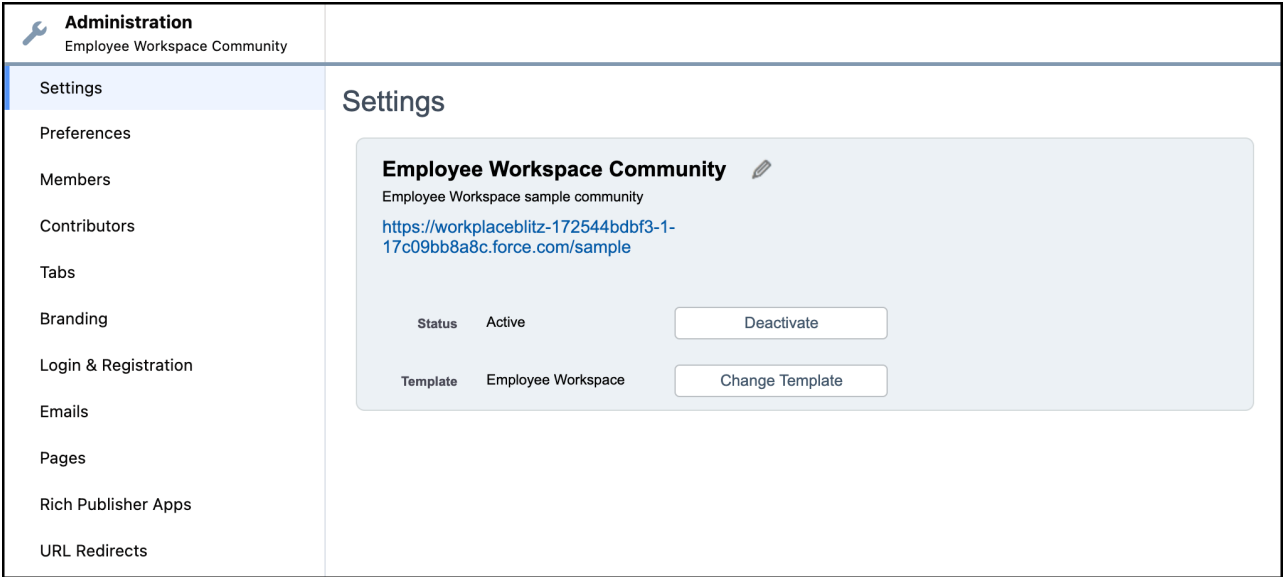 Administration
Employee Workspace Community
Settings
Preferences
Members
Contributors
Tabs
Branding
Login & Registration
Emails
Pages
Rich Publisher Apps
URL Redirects
Settings
Employee Workspace Community
Employee Workspace sample community
https://workplaceblitz-172544bdbf3-1-
17c09bb8a8c.force.com/sample
Status Active Deactivate
Template Employee Workspace Change Template